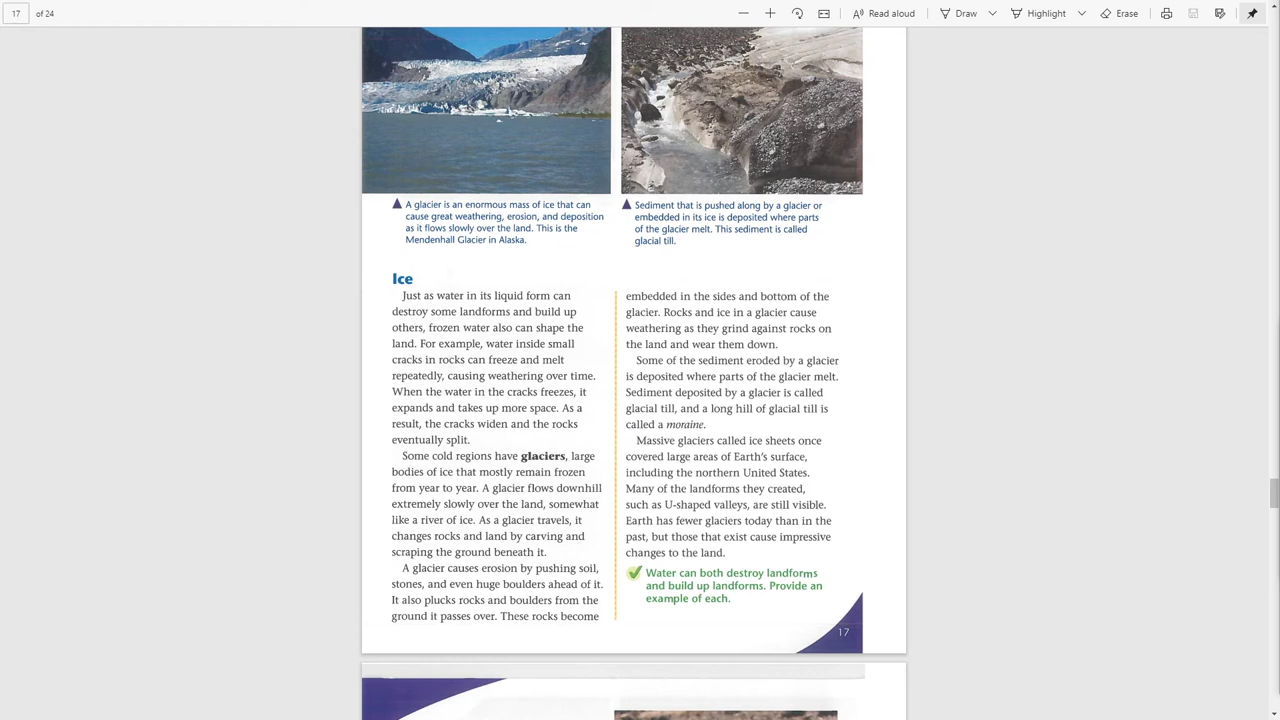 17 of 24
Read aloud
Draw
Highlight
Erase
A glacier is an enormous mass of ice that can
cause great weathering, erosion, and deposition
as it flows slowly over the land. This is the
Mendenhall Glacier in Alaska.
Sediment that is pushed along by a glacier or
embedded in its ice is deposited where parts
of the glacier melt. This sediment is called
glacial till.
Ice
Just as water in its liquid form can
destroy some landforms and build up
others, frozen water also can shape the
land. For example, water inside small
cracks in rocks can freeze and melt
repeatedly, causing weathering over time.
When the water in the cracks freezes, it
expands and takes up more space. As a
result, the cracks widen and the rocks
eventually split.
Some cold regions have glaciers, large
bodies of ice that mostly remain frozen
from year to year. A glacier flows downhill
extremely slowly over the land, somewhat
like a river of ice. As a glacier travels, it
changes rocks and land by carving and
scraping the ground beneath it.
A glacier causes erosion by pushing soil,
stones, and even huge boulders ahead of it.
It also plucks rocks and boulders from the
ground it passes over. These rocks become
embedded in the sides and bottom of the
glacier. Rocks and ice in a glacier cause
weathering as they grind against rocks on
the land and wear them down.
Some of the sediment eroded by a glacier
is deposited where parts of the glacier melt.
Sediment deposited by a glacier is called
glacial till, and a long hill of glacial till is
called a moraine.
Massive glaciers called ice sheets once
covered large areas of Earth's surface,
including the northern United States.
Many of the landforms they created,
such as U-shaped valleys, are still visible.
Earth has fewer glaciers today than in the
past, but those that exist cause impressive
changes to the land.
Water can both destroy landforms
and build up landforms. Provide an
example of each.
17